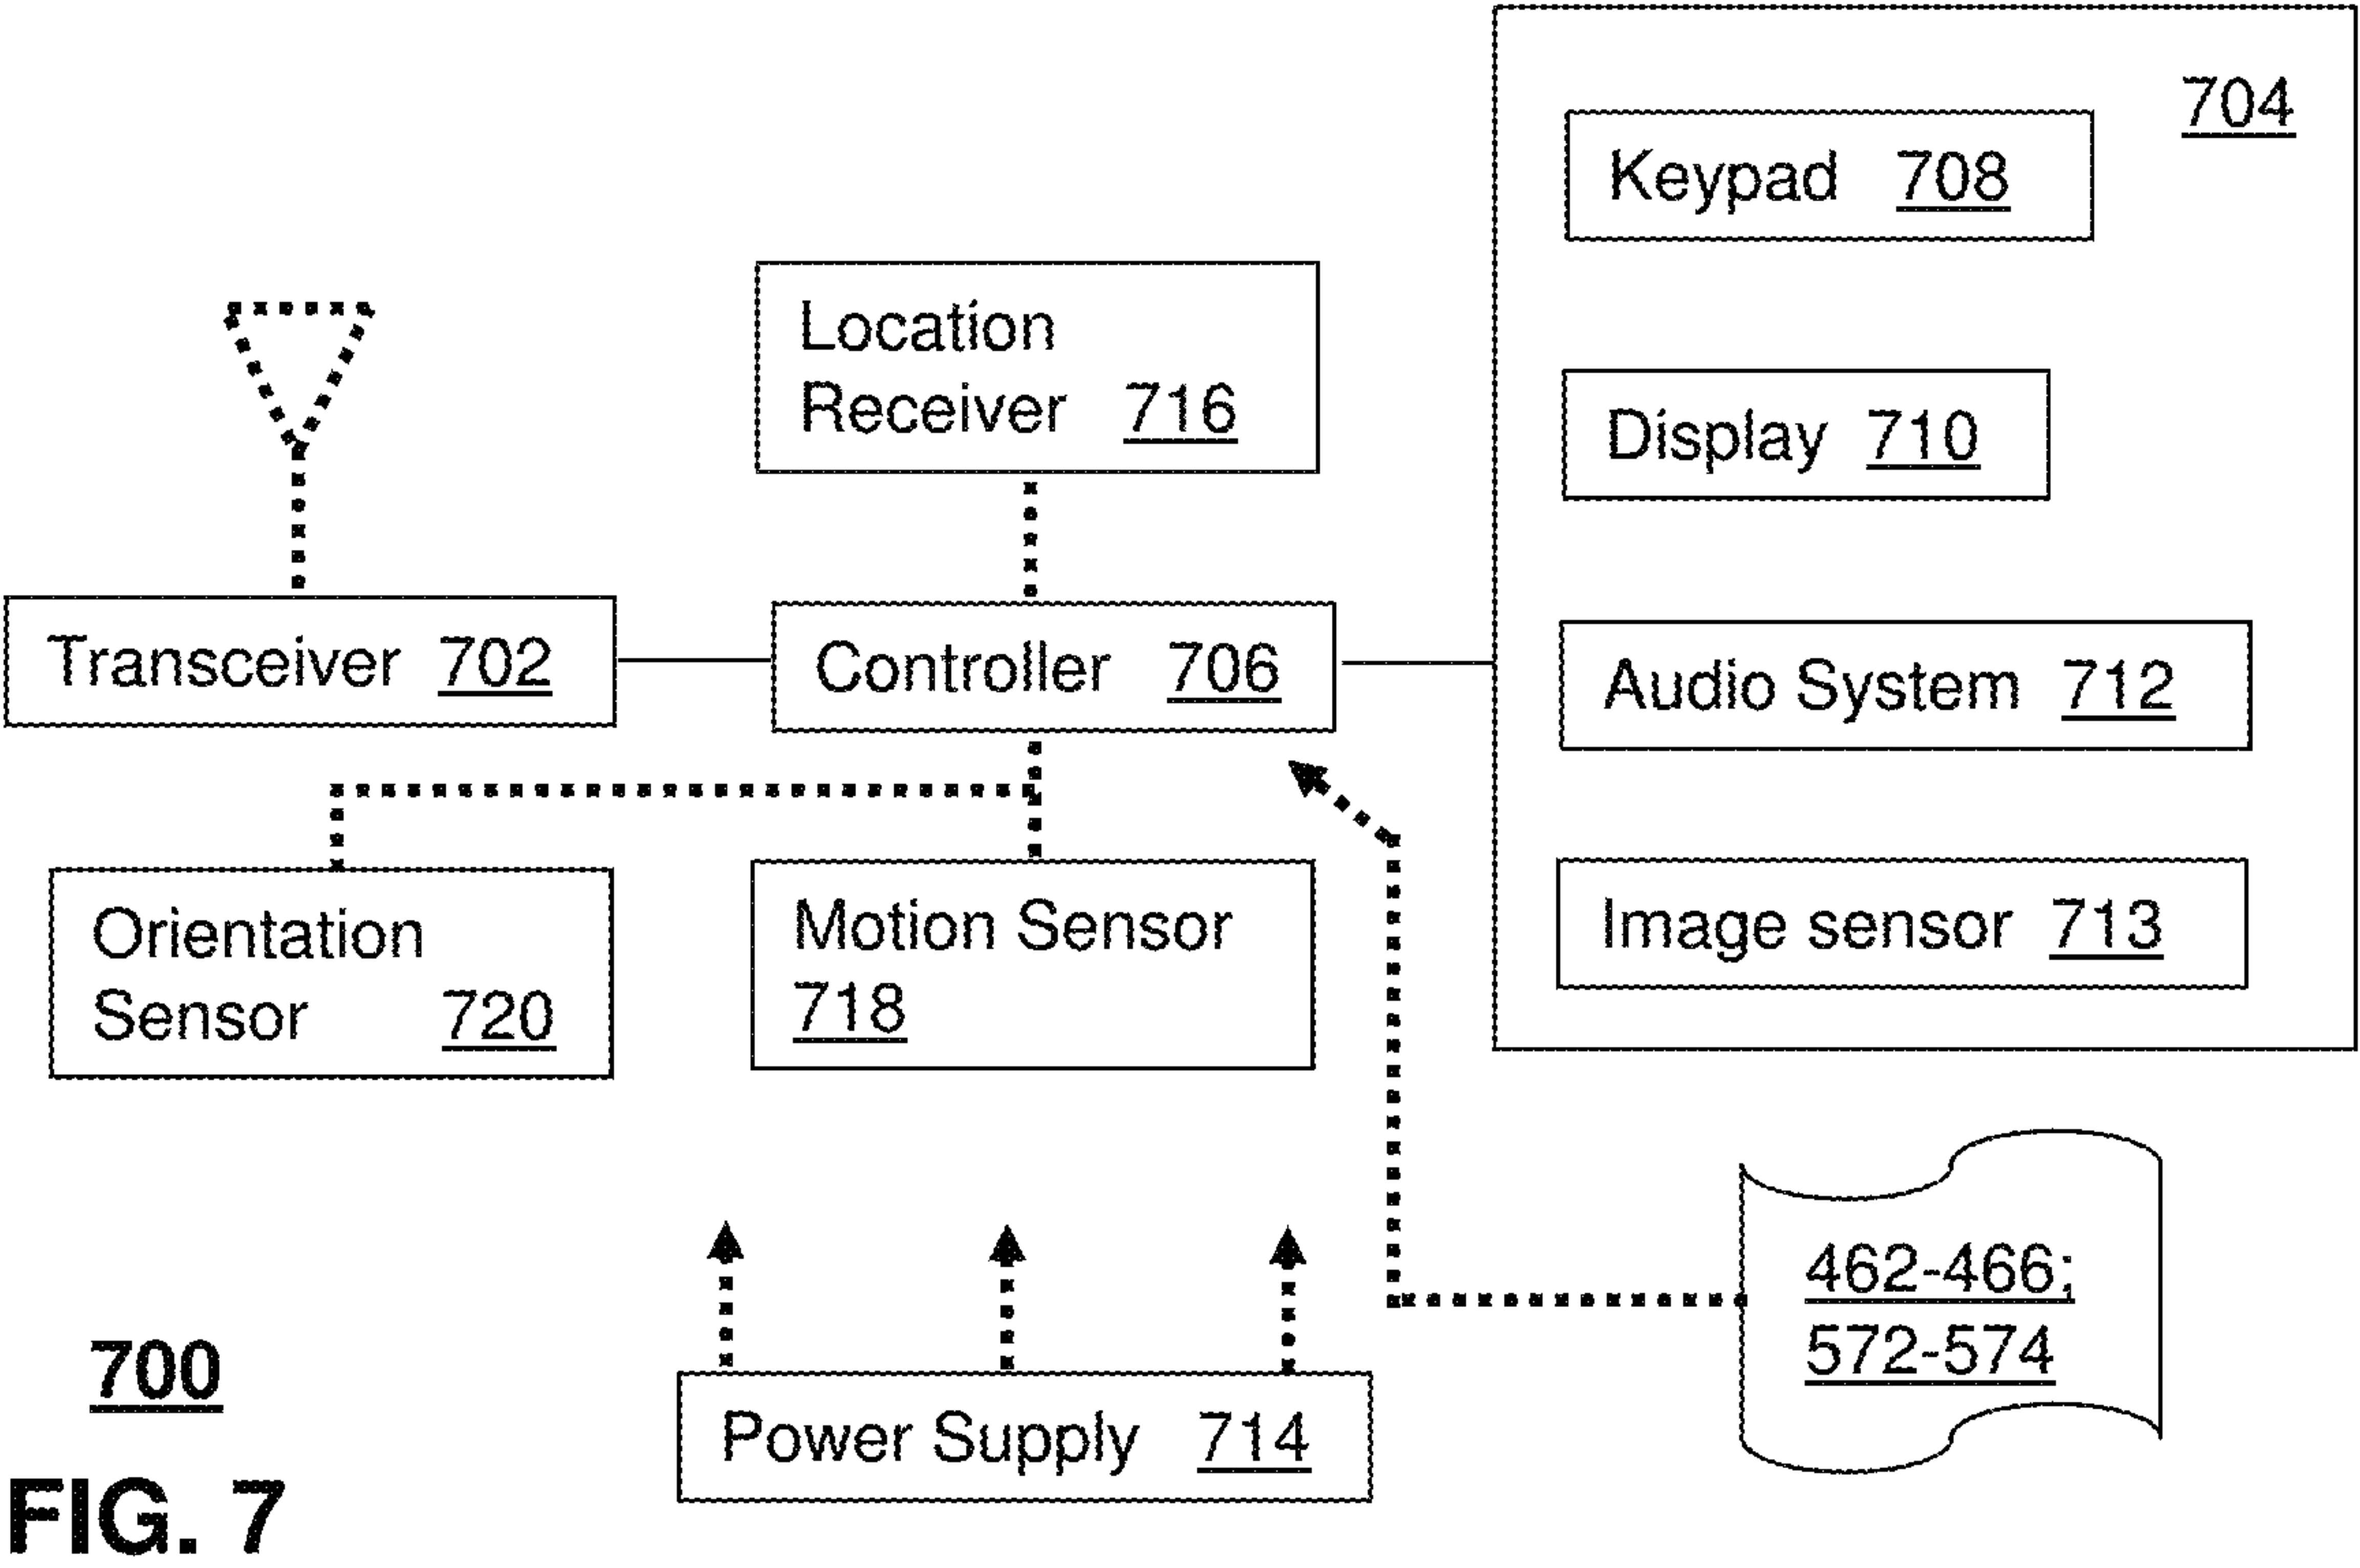 704
Keypad 708
Location
Receiver 716
Display 710
Transceiver 702
Controller 706
Audio System 712
Orientation
Sensor 720
Motion Sensor
718
Image sensor 713
462-466;
572-574
700
Power Supply 714
FIG. 7